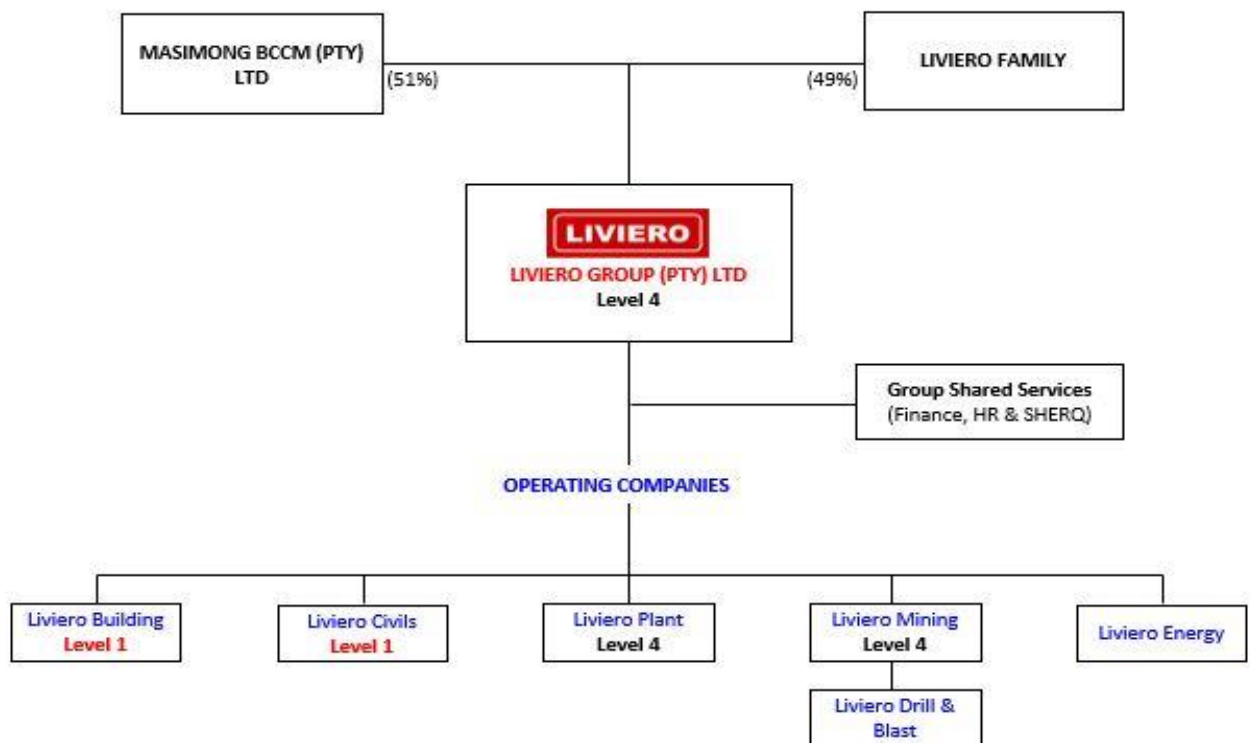 MASIMONG BCCM (PTY)
LTD
(51%)
(49%)
LIVIERO FAMILY
LIVIERO
LIVIERO GROUP (PTY) LTD
Level 4
Group Shared Services
(Finance, HR & SHERQ)
OPERATING COMPANIES
Liviero Building
Level 1
Liviero Civils
Level 1
Liviero Plant
Level 4
Liviero Mining
Level 4
Liviero Energy
Liviero Drill &
Blast